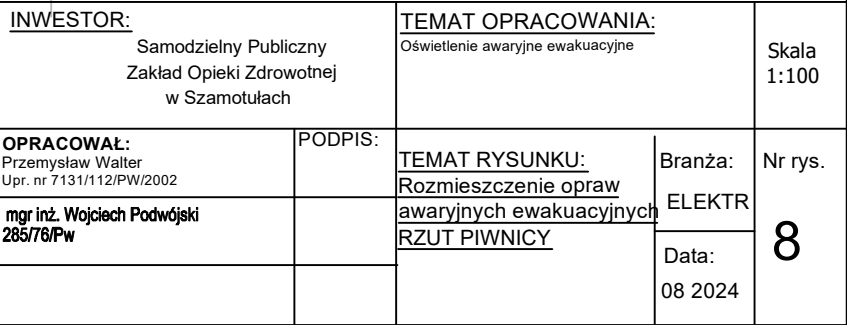 INWESTOR:
Samodzielny Publiczny
Zakład Opieki Zdrowotnej
w Szamotułach
TEMAT OPRACOWANIA:
Oświetlenie awaryjne ewakuacyjne
Skala
1:100
OPRACOWAŁ:
Przemysław Walter
Upr. nr 7131/112/PW/2002
mgr inż. Wojciech Podwójski
285/76/Pw
PODPIS:
TEMAT RYSUNKU:
Rozmieszczenie opraw
awaryjnych ewakuacyjnych
RZUT PIWNICY
Branża:
ELEKTR
Data:
08 2024
Nr rys.
8